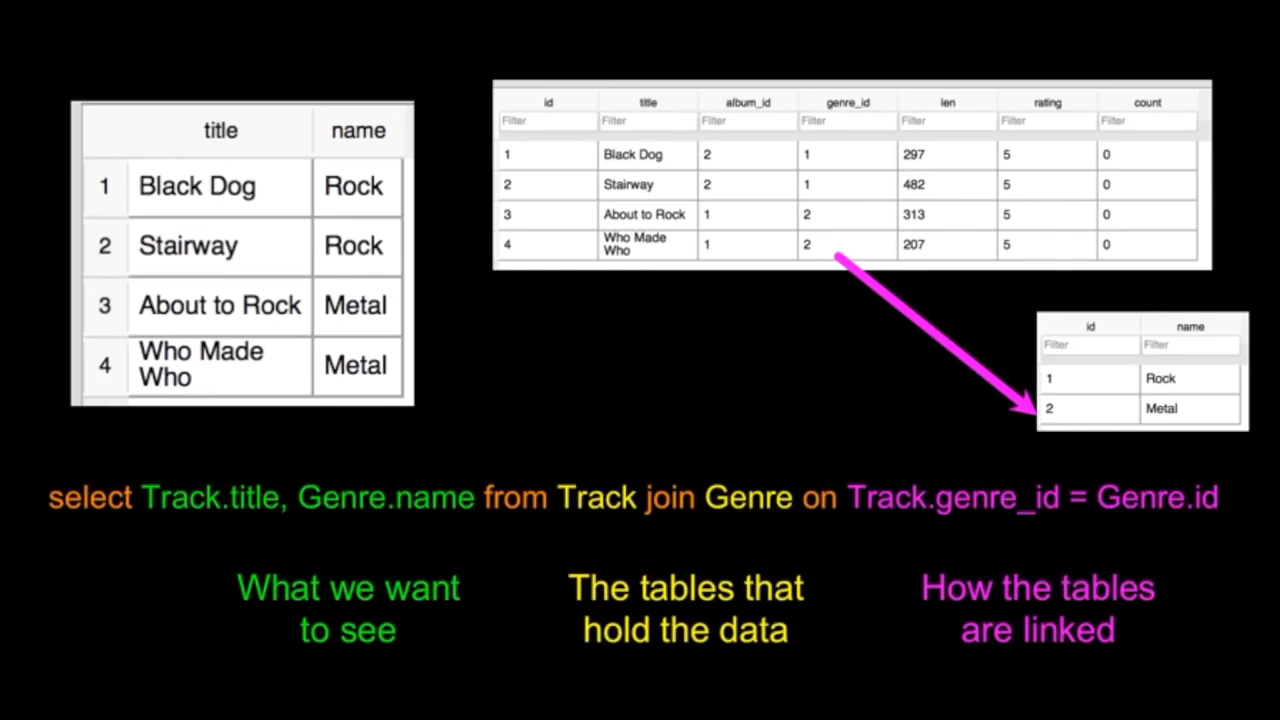 title name
1 Black Dog Rock
2 Stairway Rock
3 About to Rock Metal
4 Who Made Who Metal
id title album_id genre_id len rating count
Filter Filter Filter Filter Filter Filter Filter
1 Black Dog 2 1 297 5 0
2 Stairway 2 1 482 5 0
3 About to Rock 1 2 313 5 0
4 Who Made Who 1 2 207 5 0
id name
Filter Filter
1 Rock
2 Metal
select Track.title, Genre.name from Track join Genre on Track.genre_id = Genre.id
What we want
to see
The tables that
hold the data
How the tables
are linked